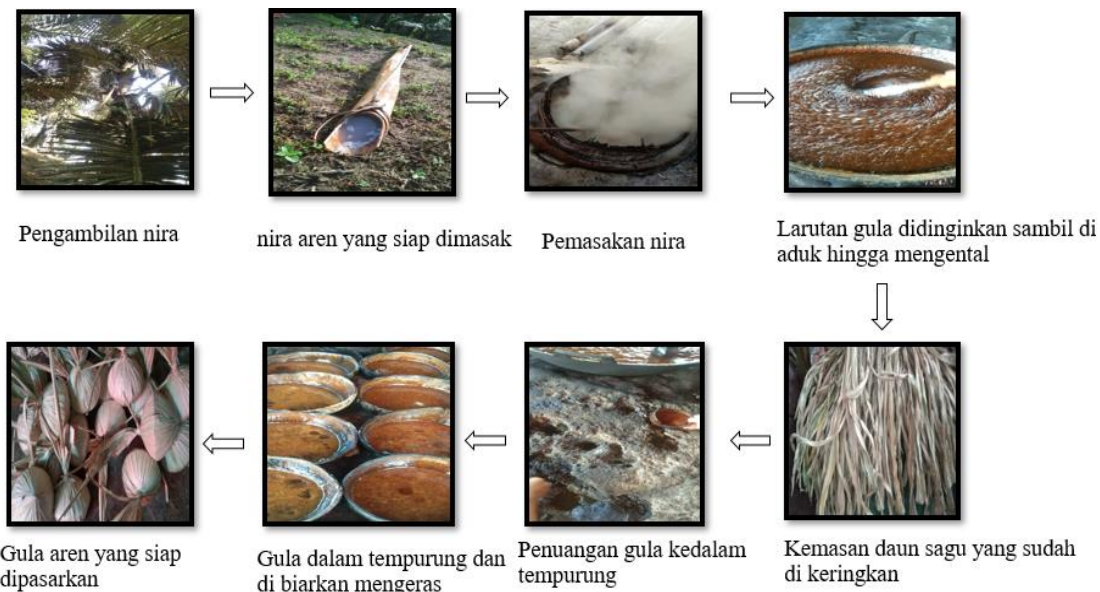 Pengambilan nira
nira aren yang siap dimasak
Pemasakan nira
Larutan gula didinginkan sambil di
aduk hingga mengental
Kemasan daun sagu yang sudah
di keringkan
Penuangan gula kedalam
tempurung
Gula dalam tempurung dan
di biarkan mengeras
Gula aren yang siap
dipasarkan